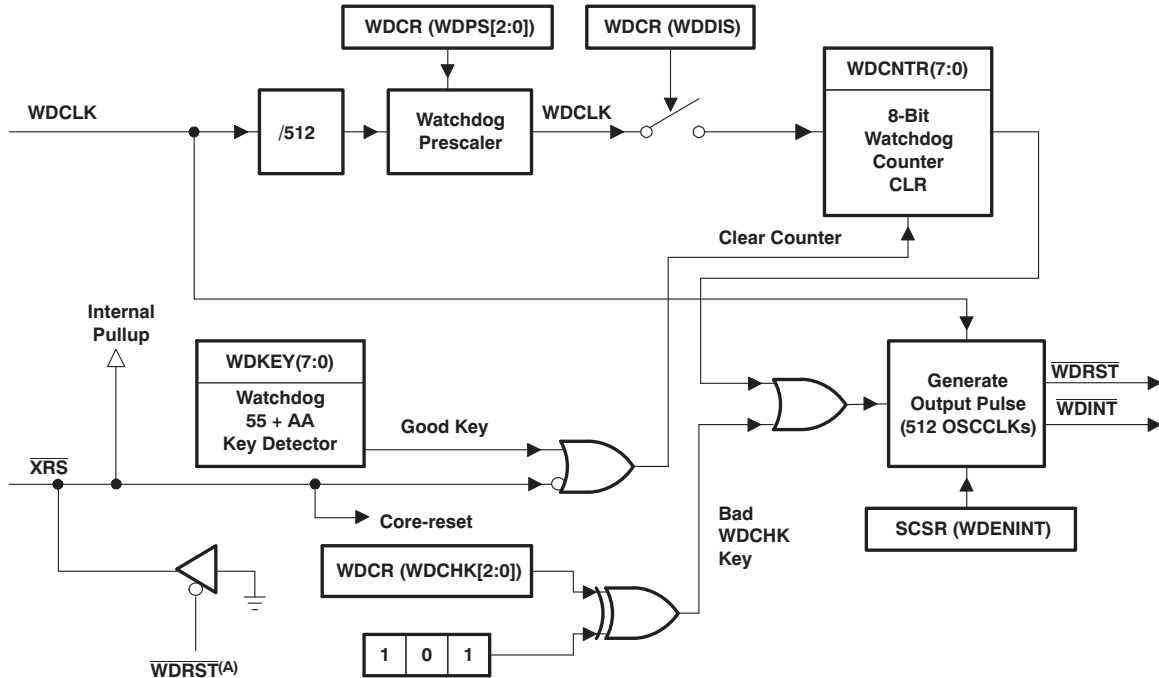 WDCR (WDPS[2:0])
WDCR (WDDIS)
WDCNTR(7:0)
WDCLK
/512
Watchdog
Prescaler
WDCLK
8-Bit
Watchdog
Counter
CLR
Clear Counter
Internal
Pullup
WDKEY(7:0)
Watchdog
55 + AA
Key Detector
Good Key
Generate
Output Pulse
(512 OSCCLKs)
WDRST
WDINT
XRS
Core-reset
Bad
WDCHK
Key
SCSR (WDENINT)
WDCR (WDCHK[2:0])
1 0 1
WDRST(A)